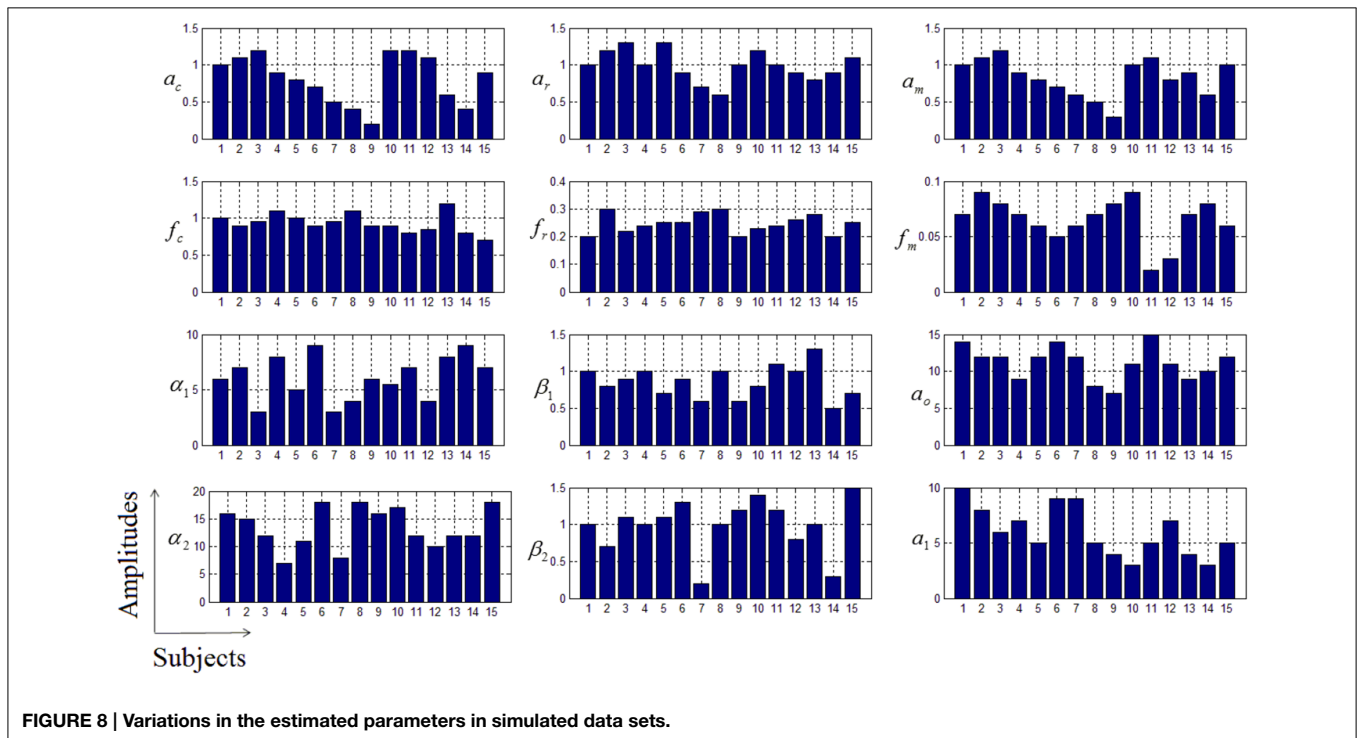 1.5
1
0.5
0
a_c
1 2 3 4 5 6 7 8 9 10 11 12 13 14 15
1.5
1
0.5
0
a_r
1 2 3 4 5 6 7 8 9 10 11 12 13 14 15
1.5
1
0.5
0
a_m
1 2 3 4 5 6 7 8 9 10 11 12 13 14 15
1.5
1
0.5
0
f_c
1 2 3 4 5 6 7 8 9 10 11 12 13 14 15
0.4
0.3
0.2
0.1
0
f_r
1 2 3 4 5 6 7 8 9 10 11 12 13 14 15
0.1
0.05
0
f_m
1 2 3 4 5 6 7 8 9 10 11 12 13 14 15
10
5
0
α_1
1 2 3 4 5 6 7 8 9 10 11 12 13 14 15
1.5
1
0.5
0
β_1
1 2 3 4 5 6 7 8 9 10 11 12 13 14 15
15
10
5
0
a_o
1 2 3 4 5 6 7 8 9 10 11 12 13 14 15
20
15
10
5
0
α_2
1 2 3 4 5 6 7 8 9 10 11 12 13 14 15
1.5
1
0.5
0
β_2
1 2 3 4 5 6 7 8 9 10 11 12 13 14 15
10
5
0
a_1
1 2 3 4 5 6 7 8 9 10 11 12 13 14 15
Amplitudes
Subjects
FIGURE 8 | Variations in the estimated parameters in simulated data sets.